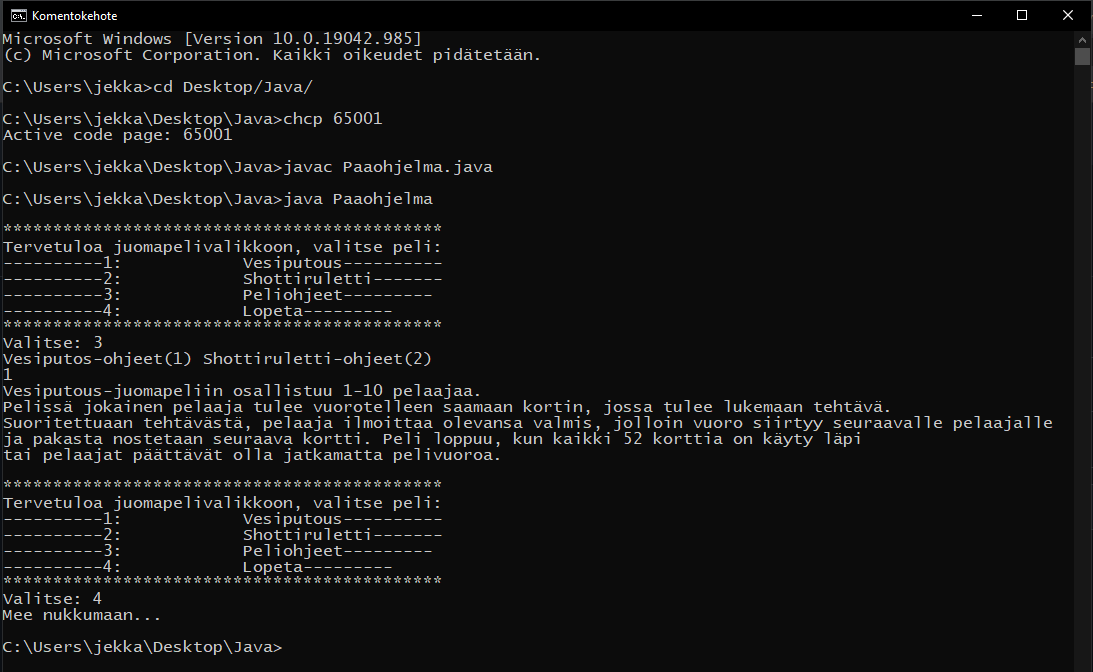 Komentokehote
Microsoft Windows [Version 10.0.19042.985]
(c) Microsoft Corporation. Kaikki oikeudet pidätetään.
C:\Users\jekka>cd Desktop/Java/
C:\Users\jekka\Desktop\Java>chcp 65001
Active code page: 65001
C:\Users\jekka\Desktop\Java>javac Paaohjelma.java
C:\Users\jekka\Desktop\Java>java Paaohjelma
********************************************
Tervetuloa juomapelivalikkoon, valitse peli:
----------1:            Vesiputous----------
----------2:            Shottiruletti-------
----------3:            Peliohjeet---------
----------4:            Lopeta---------
********************************************
Valitse: 3
Vesiputos-ohjeet(1) Shottiruletti-ohjeet(2)
1
Vesiputous-juomapeliin osallistuu 1-10 pelaajaa.
Pelissä jokainen pelaaja tulee vuorotelleen saamaan kortin, jossa tulee lukemaan tehtävä.
Suoritettuaan tehtävästä, pelaaja ilmoittaa olevansa valmis, jolloin vuoro siirtyy seuraavalle pelaajalle
ja pakasta nostetaan seuraava kortti. Peli loppuu, kun kaikki 52 korttia on käyty läpi
tai pelaajat päättävät olla jatkamatta pelivuoroa.
********************************************
Tervetuloa juomapelivalikkoon, valitse peli:
----------1:            Vesiputous----------
----------2:            Shottiruletti-------
----------3:            Peliohjeet---------
----------4:            Lopeta---------
********************************************
Valitse: 4
Mee nukkumaan...
C:\Users\jekka\Desktop\Java>